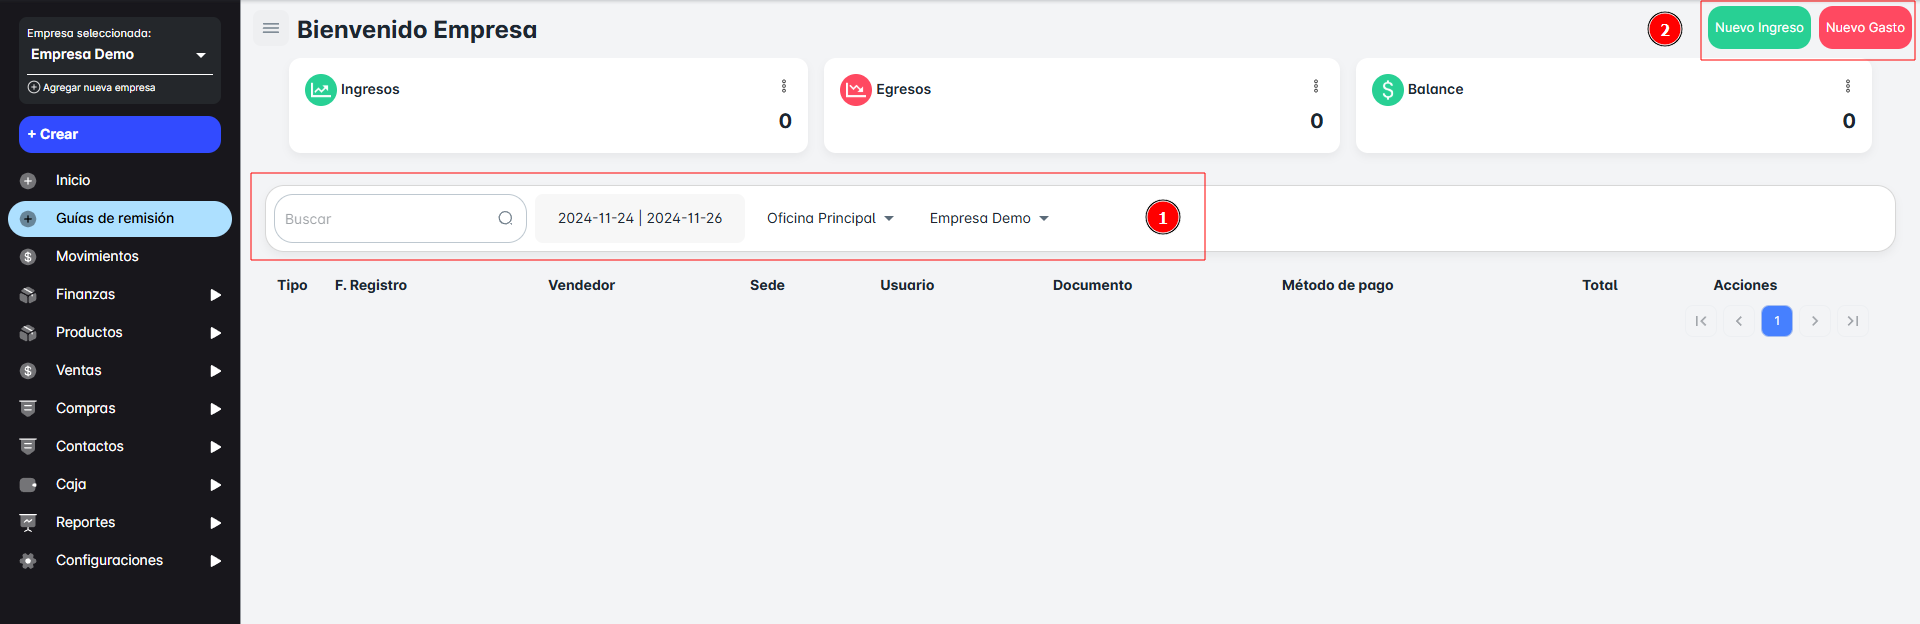 Empresa seleccionada:
Empresa Demo
Agregar nueva empresa
+ Crear
Inicio
Guías de remisión
Movimientos
Finanzas
Productos
Ventas
Compras
Contactos
Caja
Reportes
Configuraciones
Bienvenido Empresa
2
Nuevo Ingreso
Nuevo Gasto
Ingresos
0
Egresos
0
Balance
0
Buscar
2024-11-24 | 2024-11-26
Oficina Principal
Empresa Demo
1
Tipo F. Registro Vendedor Sede Usuario Documento Método de pago Total Acciones
1